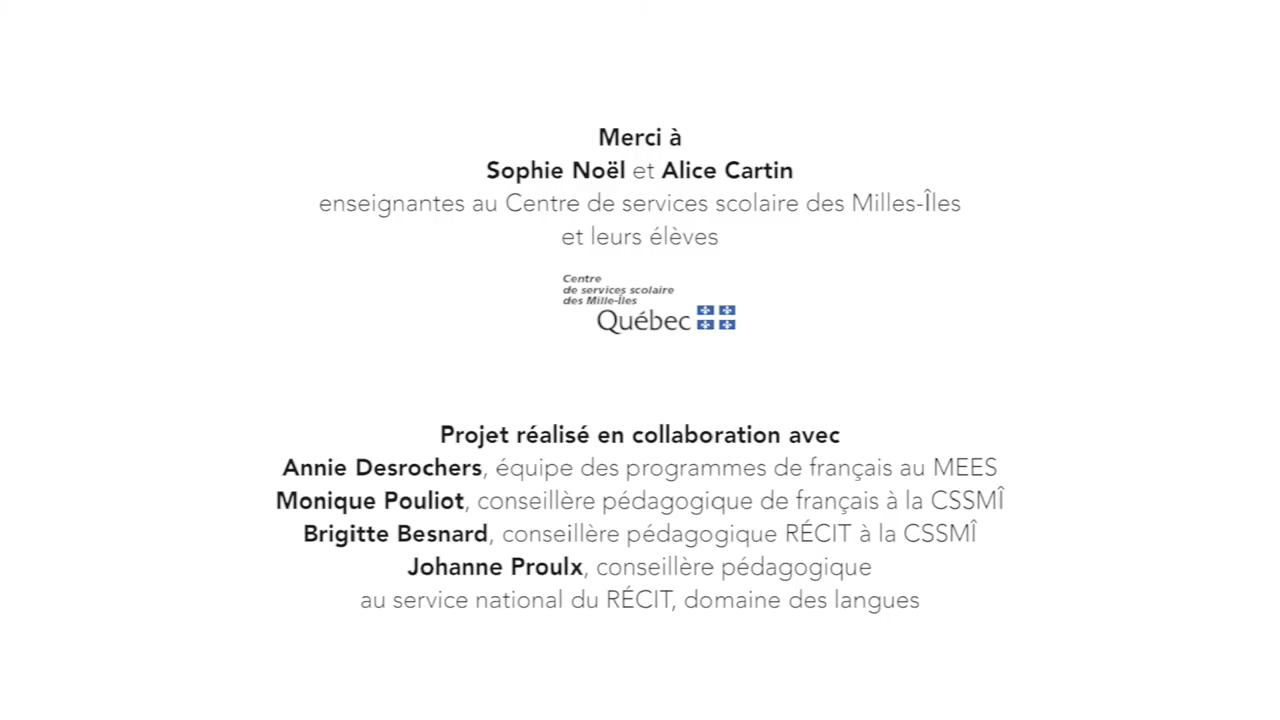 Merci à
Sophie Noël et Alice Cartin
enseignantes au Centre de services scolaire des Milles-Îles
et leurs élèves
Centre
de services scolaire
des Mille-Îles
Québec
Projet réalisé en collaboration avec
Annie Desrochers, équipe des programmes de français au MEES
Monique Pouliot, conseillère pédagogique de français à la CSSMÎ
Brigitte Besnard, conseillère pédagogique RÉCIT à la CSSMÎ
Johanne Proulx, conseillère pédagogique
au service national du RÉCIT, domaine des langues